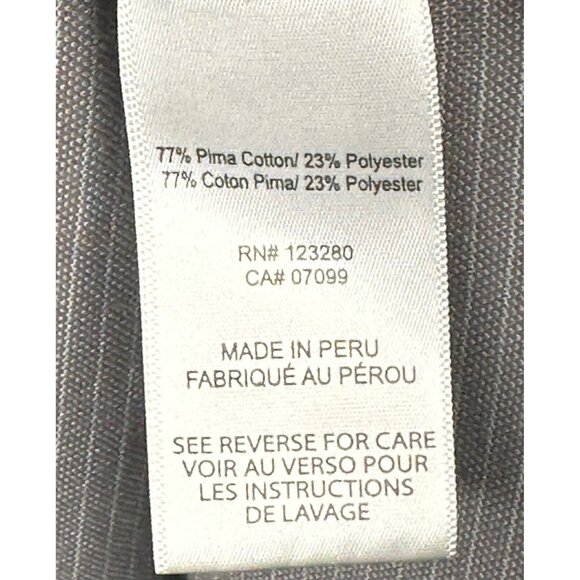 77% Pima Cotton/ 23% Polyester
77% Coton Pima/ 23% Polyester
RN# 123280
CA# 07099
MADE IN PERU
FABRIQUÉ AU PÉROU
SEE REVERSE FOR CARE
VOIR AU VERSO POUR
LES INSTRUCTIONS
DE LAVAGE